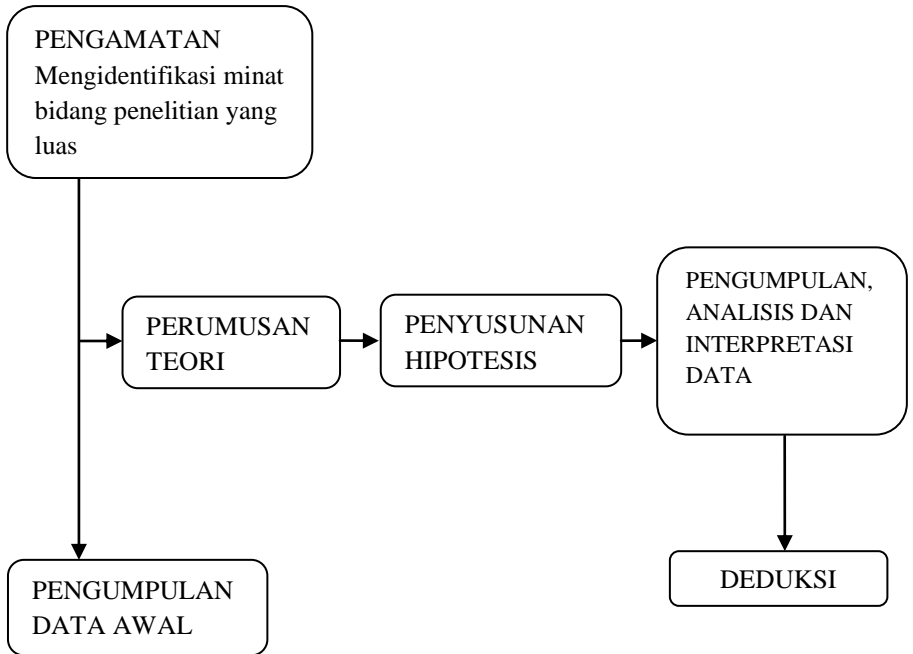 PENGAMATAN
Mengidentifikasi minat
bidang penelitian yang
luas
PERUMUSAN
TEORI
PENYUSUNAN
HIPOTESIS
PENGUMPULAN,
ANALISIS DAN
INTERPRETASI
DATA
PENGUMPULAN
DATA AWAL
DEDUKSI